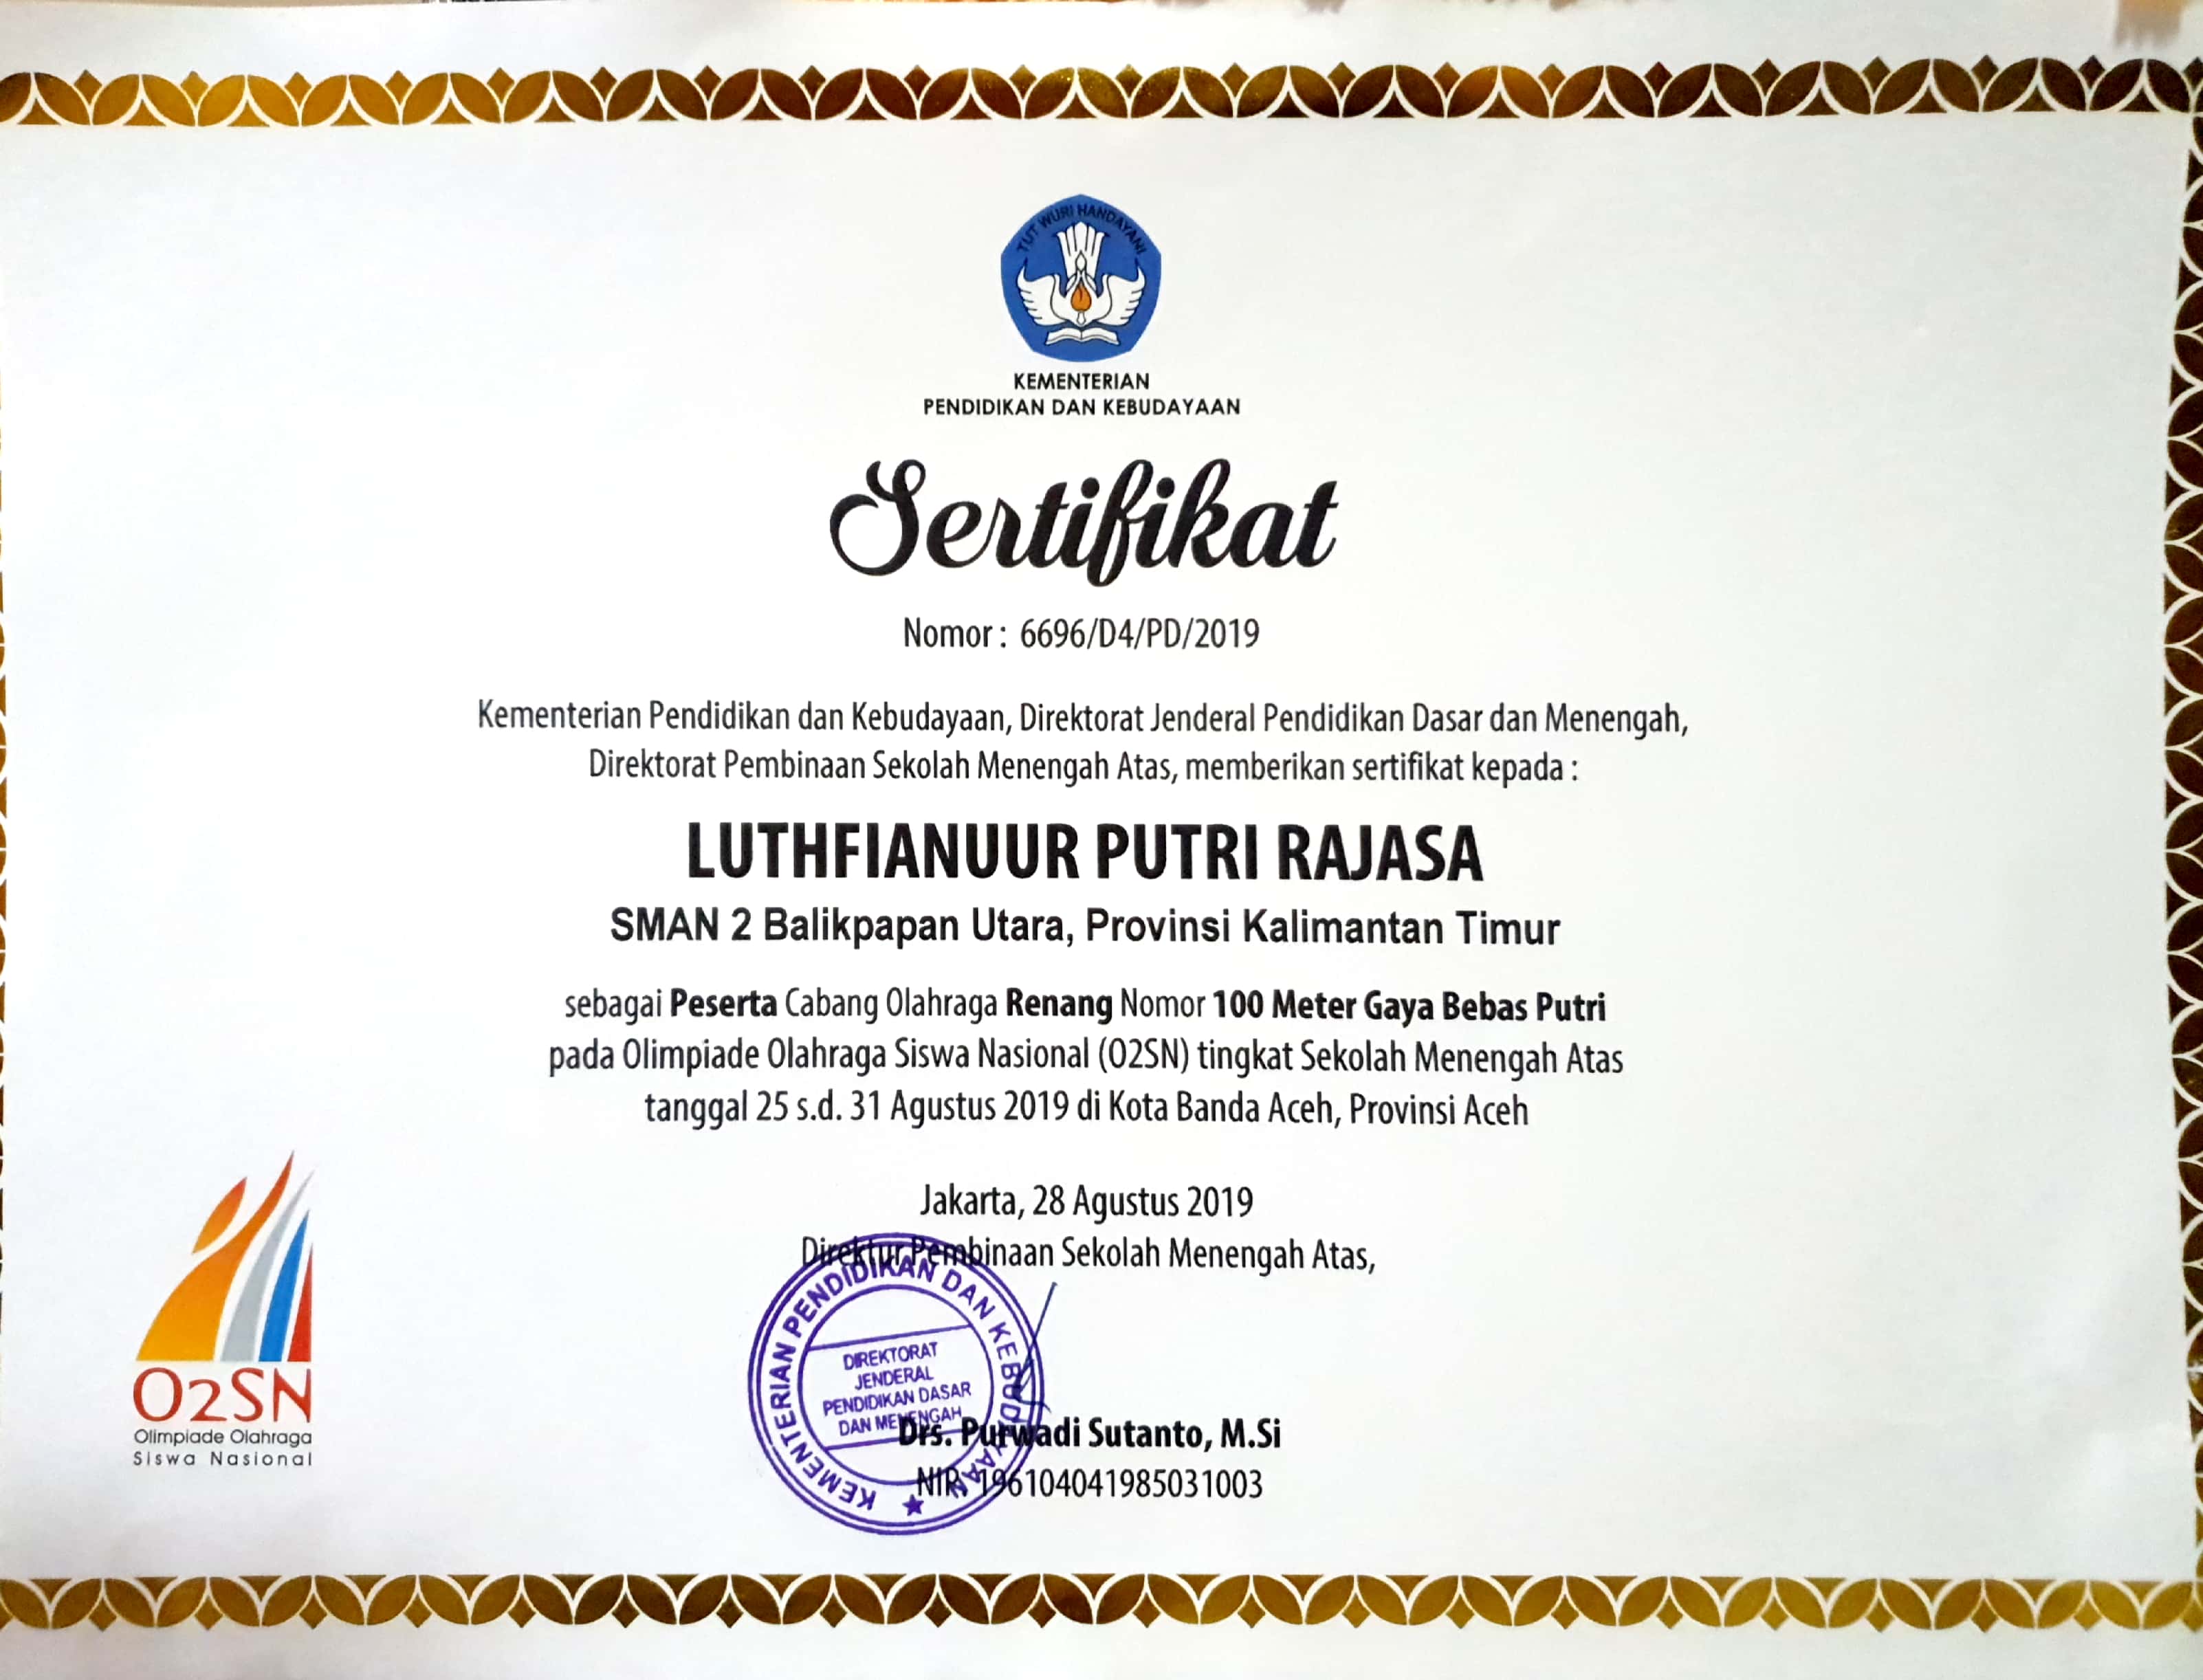 TUT WURI HANDAYANI
KEMENTERIAN
PENDIDIKAN DAN KEBUDAYAAN
Sertifikat
Nomor : 6696/D4/PD/2019
Kementerian Pendidikan dan Kebudayaan, Direktorat Jenderal Pendidikan Dasar dan Menengah,
Direktorat Pembinaan Sekolah Menengah Atas, memberikan sertifikat kepada :
LUTHFIANUUR PUTRI RAJASA
SMAN 2 Balikpapan Utara, Provinsi Kalimantan Timur
sebagai Peserta Cabang Olahraga Renang Nomor 100 Meter Gaya Bebas Putri
pada Olimpiade Olahraga Siswa Nasional (O2SN) tingkat Sekolah Menengah Atas
tanggal 25 s.d. 31 Agustus 2019 di Kota Banda Aceh, Provinsi Aceh
Jakarta, 28 Agustus 2019
Direktur Pembinaan Sekolah Menengah Atas,
KEMENTERIAN PENDIDIKAN DAN KEBUDAYAAN
DIREKTORAT
JENDERAL
PENDIDIKAN DASAR
DAN MENENGAH
Drs. Purwadi Sutanto, M.Si
NIP. 196104041985031003
O2SN
Olimpiade Olahraga
Siswa Nasional